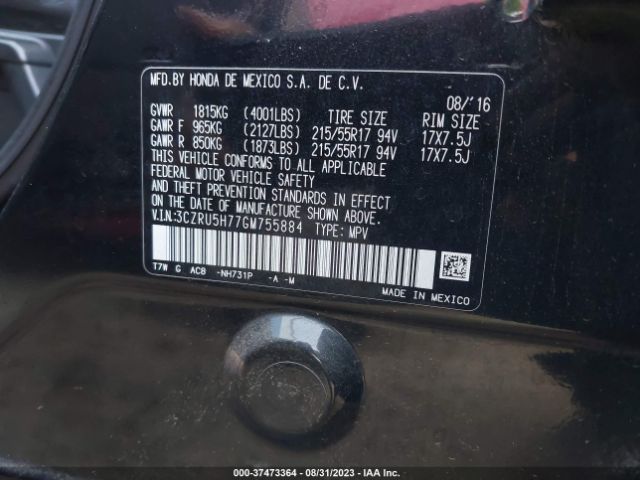 MFD.BY HONDA DE MEXICO S.A. DE C.V.
08/'16
GVWR 1815KG (4001LBS) TIRE SIZE RIM SIZE
GAWR F 965KG (2127LBS) 215/55R17 94V 17X7.5J
GAWR R 850KG (1873LBS) 215/55R17 94V 17X7.5J
THIS VEHICLE CONFORMS TO ALL APPLICABLE
FEDERAL MOTOR VEHICLE SAFETY
AND THEFT PREVENTION STANDARDS IN EFFECT
ON THE DATE OF MANUFACTURE SHOWN ABOVE.
V.I.N:3CZRU5H77GM755884 TYPE: MPV
T7W G AC8 -NH731P -A -M
MADE IN MEXICO
000-37473364 - 08/31/2023 - IAA Inc.